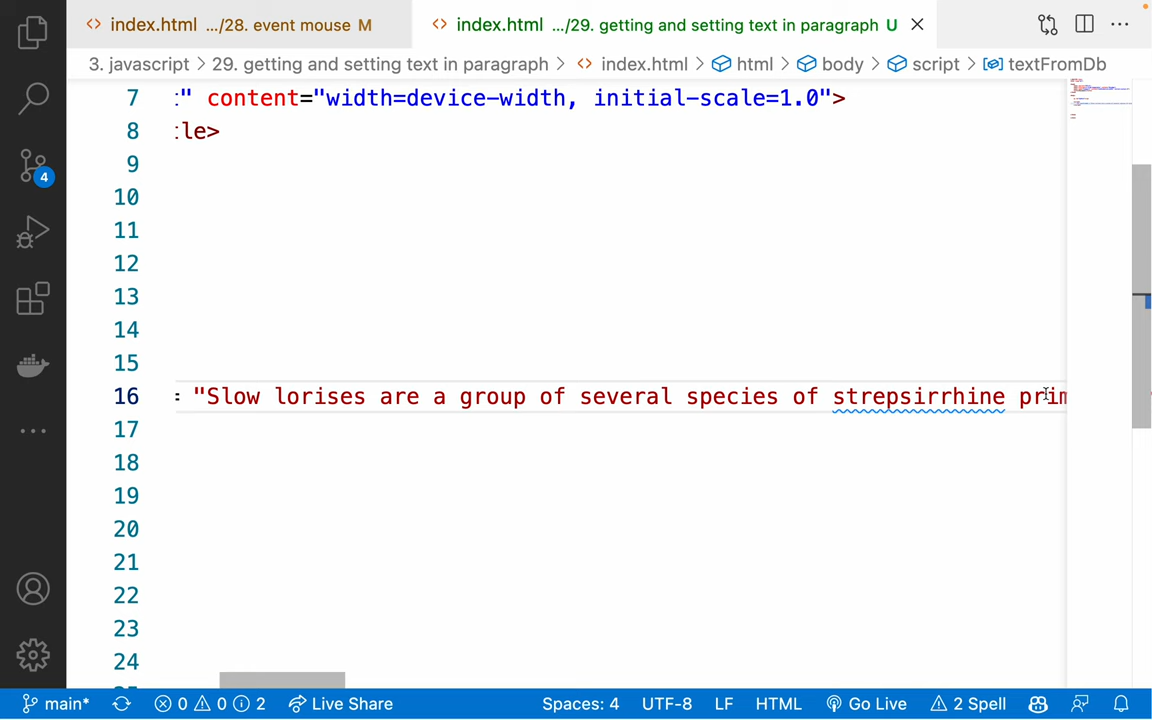 index.html .../28. event mouse M
index.html .../29. getting and setting text in paragraph U
3. javascript > 29. getting and setting text in paragraph > index.html > html > body > script > textFromDb
7 :" content="width=device-width, initial-scale=1.0">
8 :le>
9
10
11
12
13
14
15
16 = "Slow lorises are a group of several species of strepsirrhine prim
17
18
19
20
21
22
23
24
4
main* 0 0 2 Live Share Spaces: 4 UTF-8 LF HTML Go Live 2 Spell